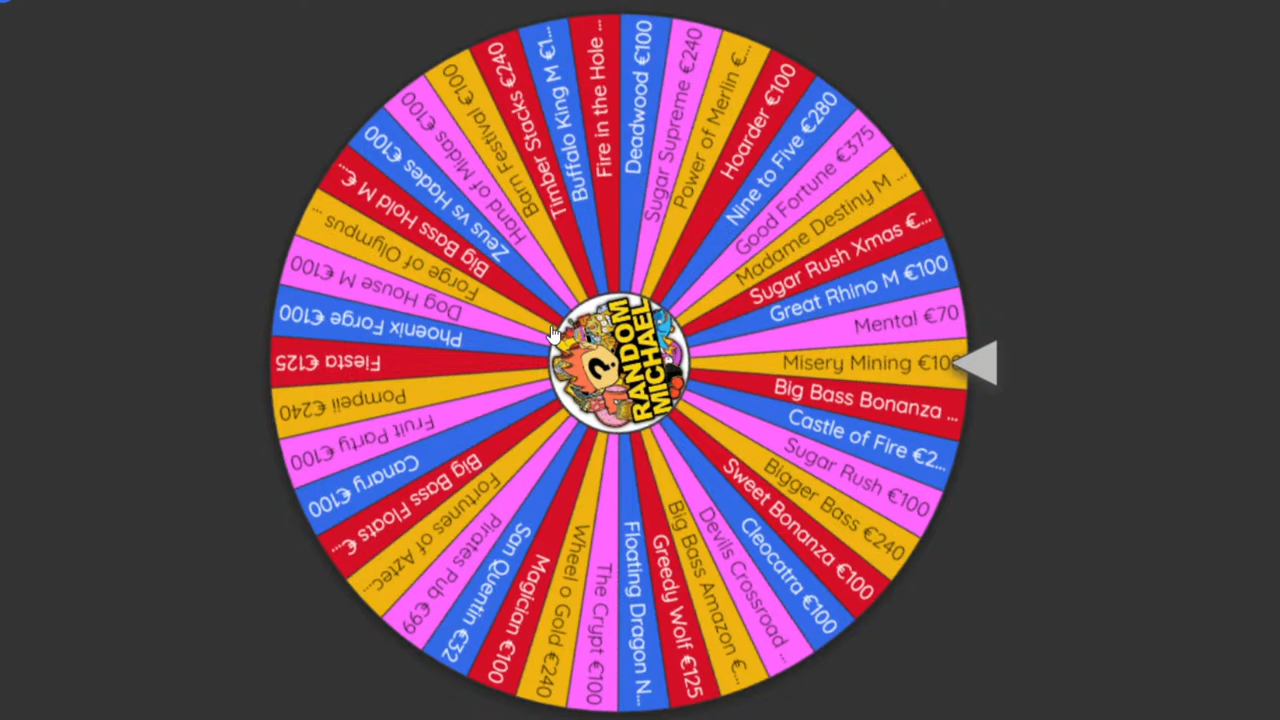 Fire in the Hole ...
Deadwood €100
Sugar Supreme €240
Power of Merlin €...
Hoarder €100
Nine to Five €280
Good Fortune €375
Madame Destiny M ...
Sugar Rush Xmas €...
Great Rhino M €100
Mental €70
Misery Mining €100
Big Bass Bonanza ...
Castle of Fire €2...
Sugar Rush €100
Bigger Bass €240
Sweet Bonanza €100
Cleocatra €100
Devils Crossroad ...
Big Bass Amazon €...
Greedy Wolf €125
Floating Dragon N...
The Crypt €100
Wheel o Gold €240
Magician €100
San Quentin €32
Pirates Pub €99
Fortunes of Aztec...
Big Bass Floats €...
Canary €100
Fruit Party €100
Pompeii €240
Fiesta €125
Phoenix Forge €100
Dog House M €100
Forge of Olympus ...
Big Bass Hold M €...
Zeus vs Hades €100
Hand of Midas €100
Barn Festival €100
Timber Stacks €240
Buffalo King M €1...
?
RANDOM
MICHAEL